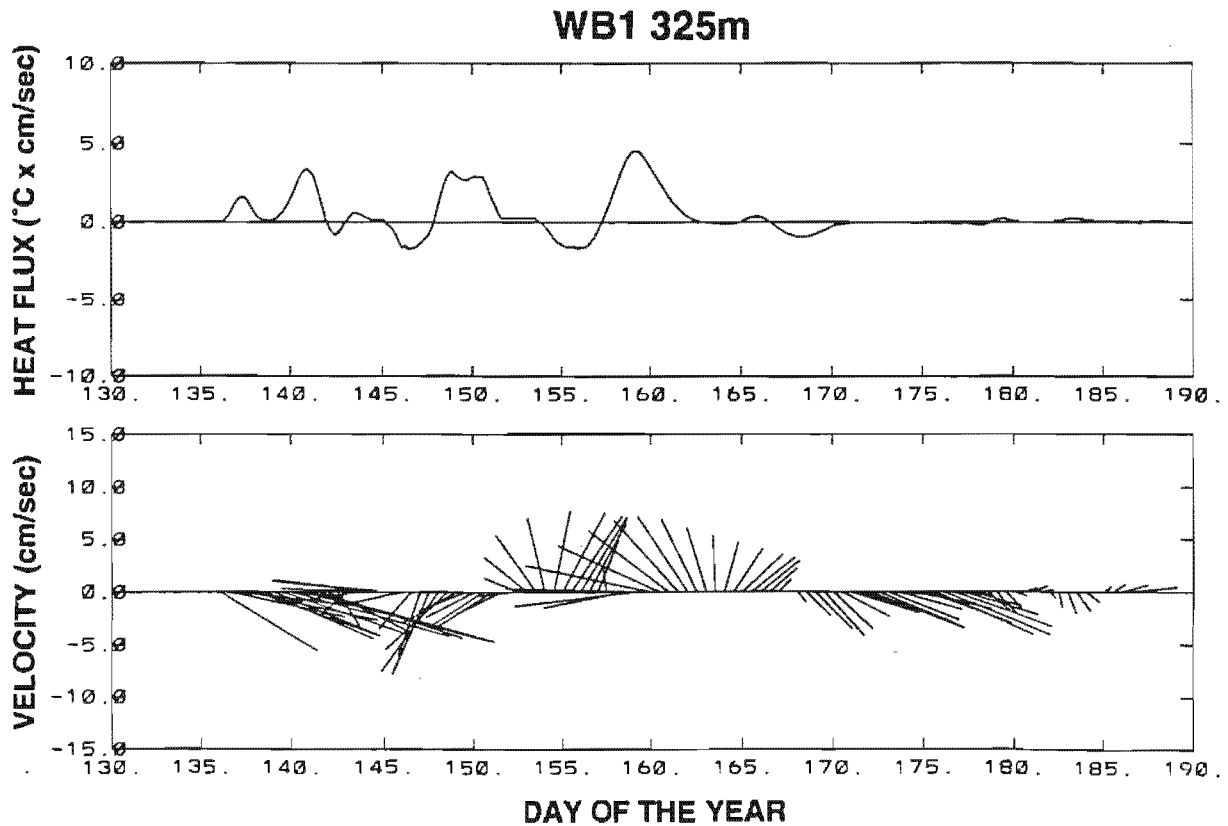 WB1 325m
HEAT FLUX (°C x cm/sec)
10.0
5.0
0.0
-5.0
-10.0
130. 135. 140. 145. 150. 155. 160. 165. 170. 175. 180. 185. 190.
VELOCITY (cm/sec)
15.0
10.0
5.0
0.0
-5.0
-10.0
-15.0
130. 135. 140. 145. 150. 155. 160. 165. 170. 175. 180. 185. 190.
DAY OF THE YEAR